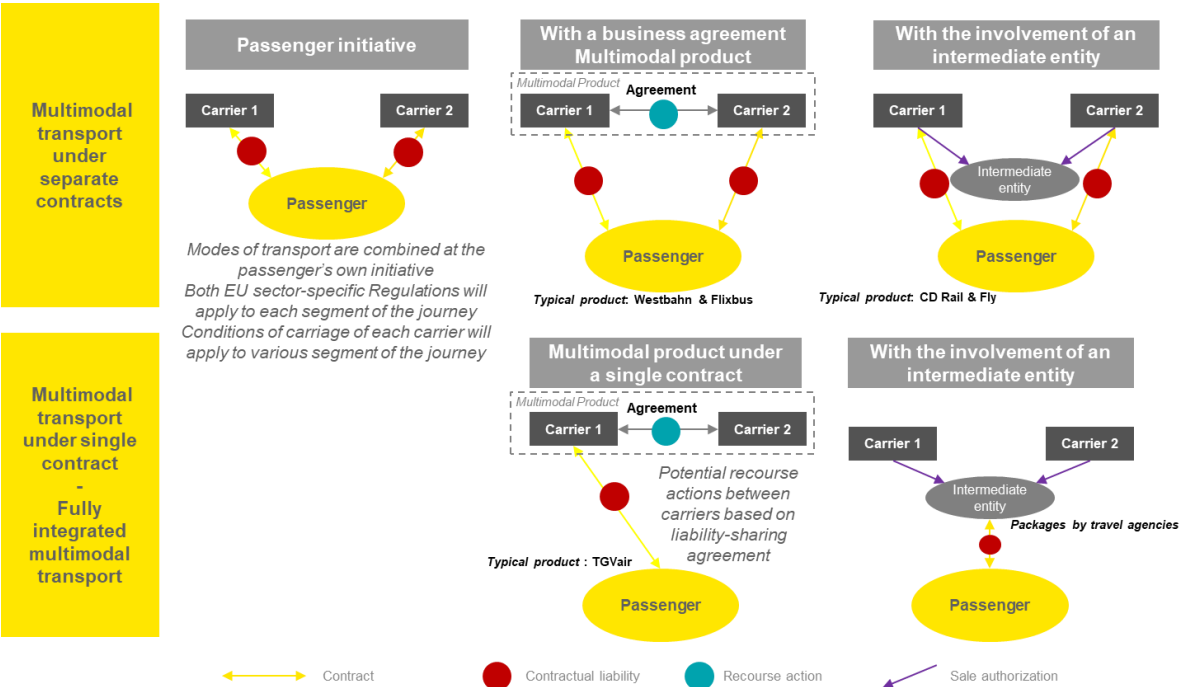 Passenger initiative
With a business agreement
Multimodal product
With the involvement of an
intermediate entity
Multimodal
transport
under
separate
contracts
Carrier 1
Carrier 2
Passenger
Modes of transport are combined at the
passenger's own initiative
Both EU sector-specific Regulations will
apply to each segment of the journey
Conditions of carriage of each carrier will
apply to various segment of the journey
Multimodal Product
Agreement
Carrier 1
Carrier 2
Passenger
Typical product: Westbahn & Flixbus
Carrier 1
Carrier 2
Intermediate
entity
Passenger
Typical product: CD Rail & Fly
Multimodal
transport
under single
contract
-
Fully
integrated
multimodal
transport
Multimodal product under
a single contract
Multimodal Product
Agreement
Carrier 1
Carrier 2
Potential recourse
actions between
carriers based on
liability-sharing
agreement
Typical product : TGVair
Passenger
With the involvement of an
intermediate entity
Carrier 1
Carrier 2
Intermediate
entity
Packages by travel agencies
Passenger
Contract
Contractual liability
Recourse action
Sale authorization